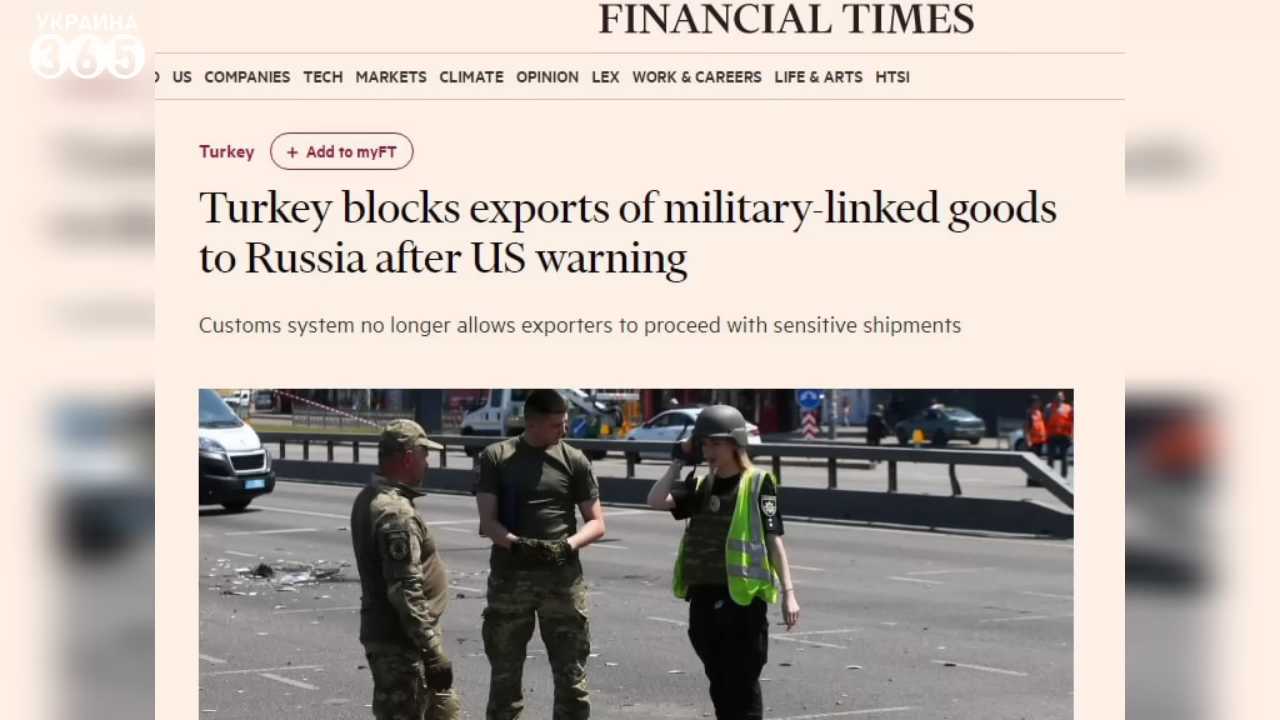 УКРАИНА
365
FINANCIAL TIMES
US COMPANIES TECH MARKETS CLIMATE OPINION LEX WORK & CAREERS LIFE & ARTS HTSI
Turkey + Add to myFT
Turkey blocks exports of military-linked goods
to Russia after US warning
Customs system no longer allows exporters to proceed with sensitive shipments